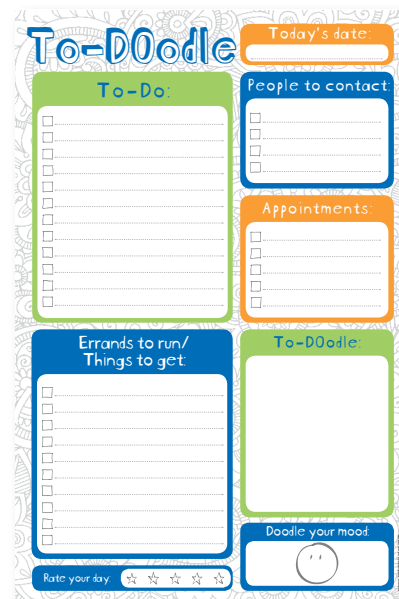 To-DOodle
Today's date:
To-Do:
People to contact:
Appointments:
Errands to run/
Things to get:
To-DOodle:
Doodle your mood:
Rate your day: